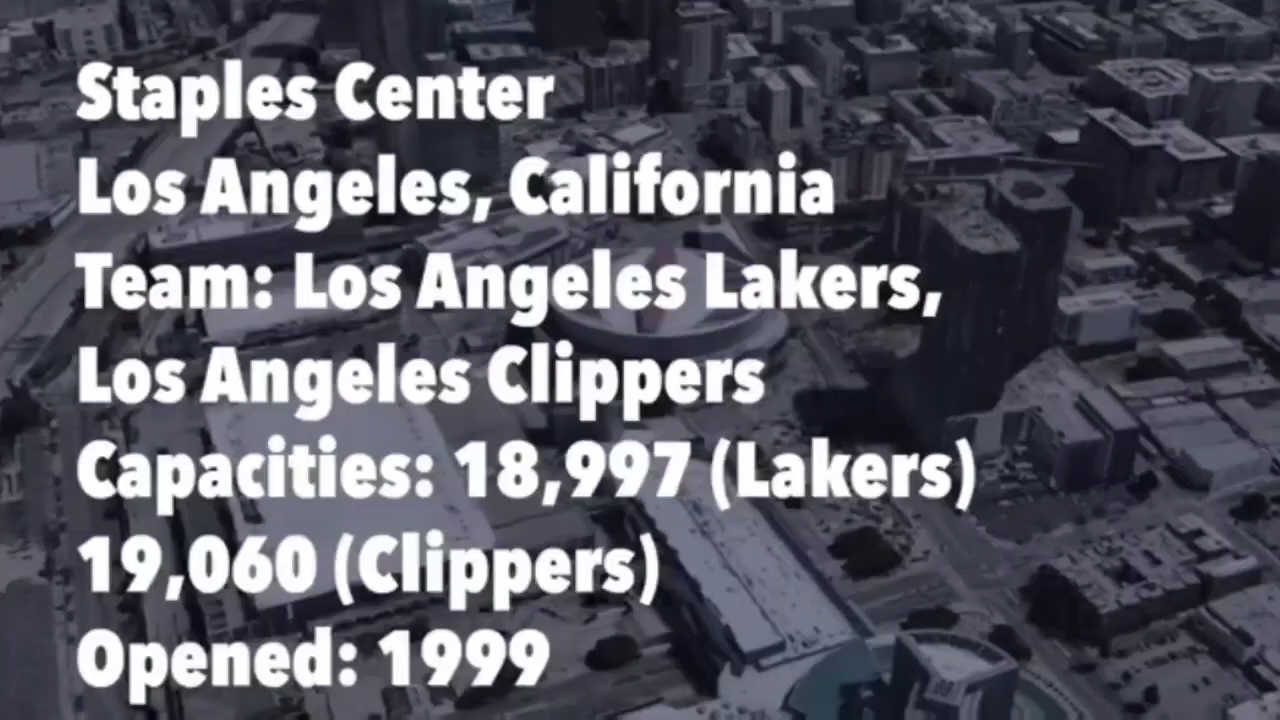 Staples Center
Los Angeles, California
Team: Los Angeles Lakers,
Los Angeles Clippers
Capacities: 18,997 (Lakers)
19,060 (Clippers)
Opened: 1999